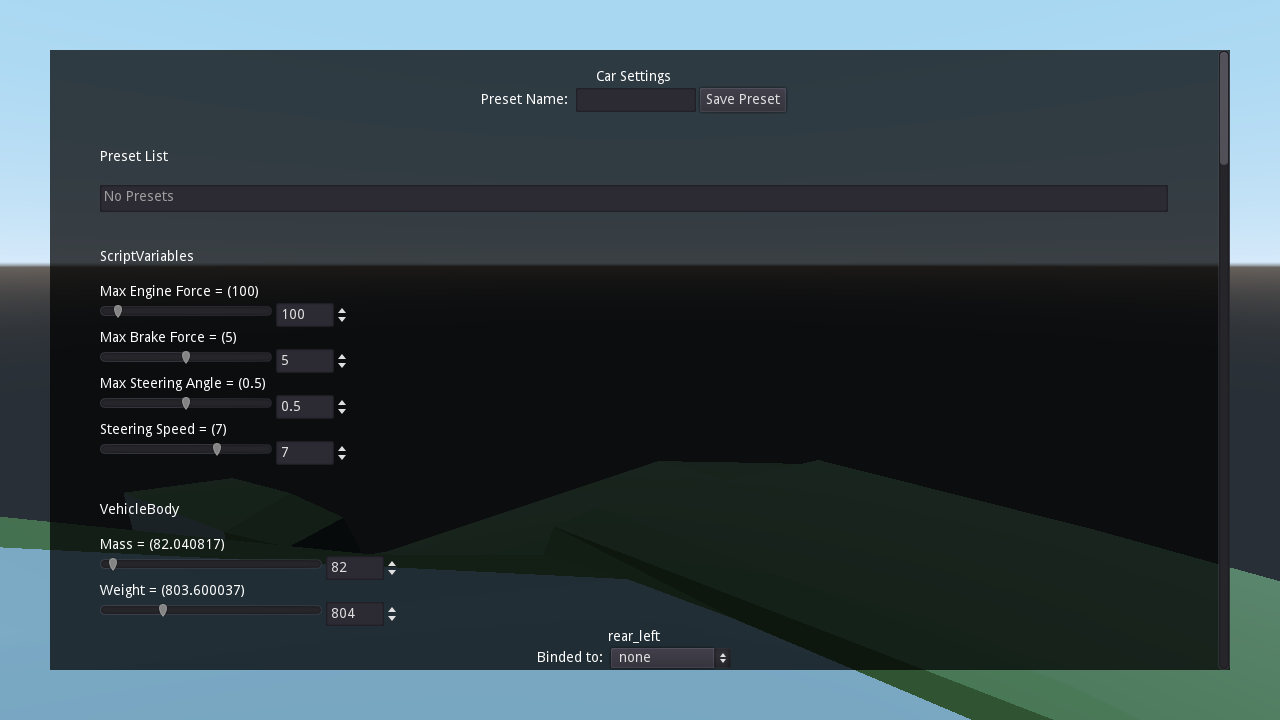 Car Settings
Preset Name: Save Preset
Preset List
No Presets
ScriptVariables
Max Engine Force = (100)
100
Max Brake Force = (5)
5
Max Steering Angle = (0.5)
0.5
Steering Speed = (7)
7
VehicleBody
Mass = (82.040817)
82
Weight = (803.600037)
804
rear_left
Binded to: none